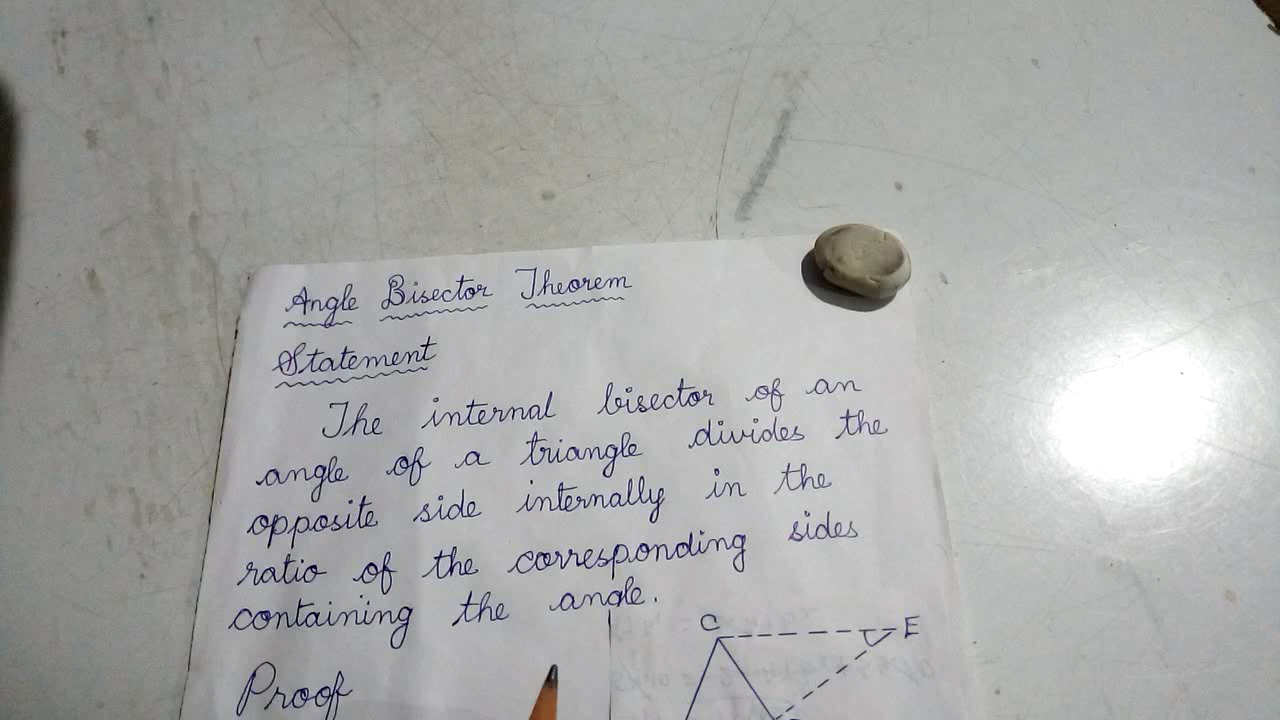 Angle Bisector Theorem
Statement
The internal bisector of an
angle of a triangle divides the
opposite side internally in the
ratio of the corresponding sides
containing the angle.
C E
Proof